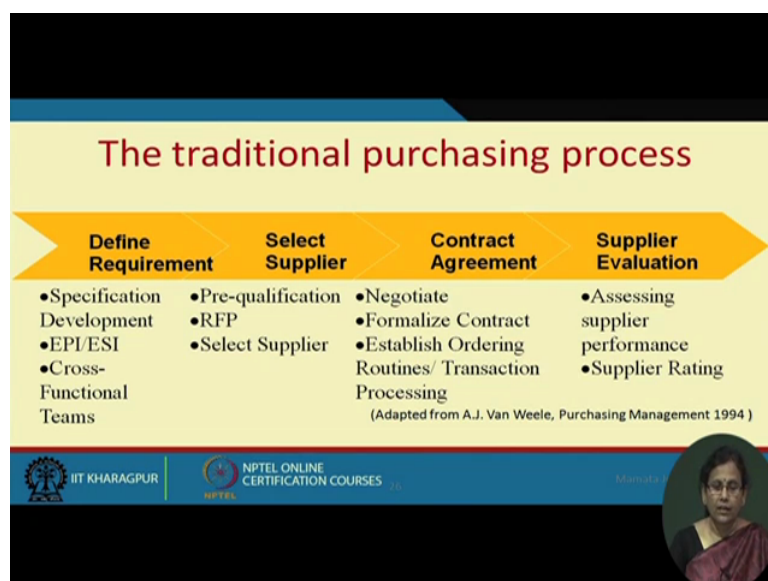 The traditional purchasing process
Define
Requirement
Select
Supplier
Contract
Agreement
Supplier
Evaluation
●Specification
Development
●EPI/ESI
●Cross-
Functional
Teams
●Pre-qualification
●RFP
●Select Supplier
●Negotiate
●Formalize Contract
●Establish Ordering
Routines/ Transaction
Processing
●Assessing
supplier
performance
●Supplier Rating
(Adapted from A.J. Van Weele, Purchasing Management 1994 )
IIT KHARAGPUR
NPTEL
NPTEL ONLINE
CERTIFICATION COURSES
26
Mamata